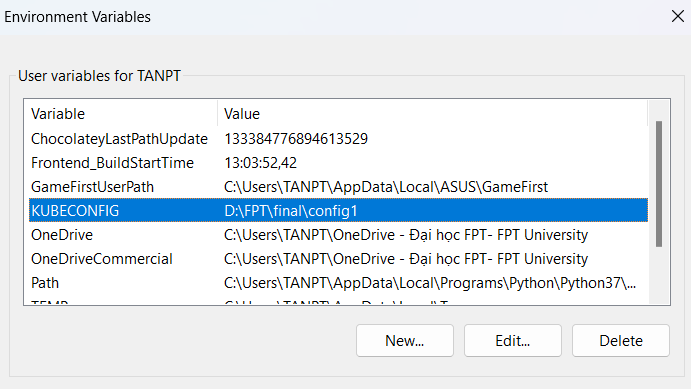 Environment Variables
User variables for TANPT
Variable Value
ChocolateyLastPathUpdate 133384776894613529
Frontend_BuildStartTime 13:03:52,42
GameFirstUserPath C:\Users\TANPT\AppData\Local\ASUS\GameFirst
KUBECONFIG D:\FPT\final\config1
OneDrive C:\Users\TANPT\OneDrive - Đại học FPT- FPT University
OneDriveCommercial C:\Users\TANPT\OneDrive - Đại học FPT- FPT University
Path C:\Users\TANPT\AppData\Local\Programs\Python\Python37\...
New... Edit... Delete